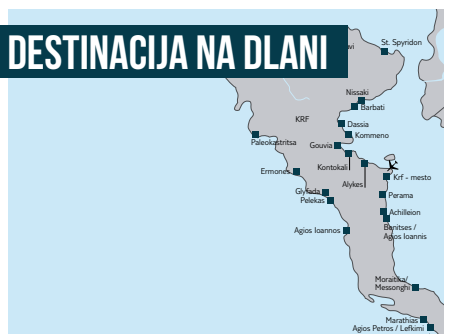 DESTINACIJA NA DLANI
St. Spyridon
Nissaki
Barbati
KRF
Dassia
Kommeno
Paleokastritsa
Gouvia
Kontokali
Ermones
Krf - mesto
Alykes
Glyfada
Perama
Pelekas
Achilleion
Benitses /
Agios Ioannis
Agios Ioannos
Moraitika/
Messonghi
Marathias
Agios Petros / Lefkimi